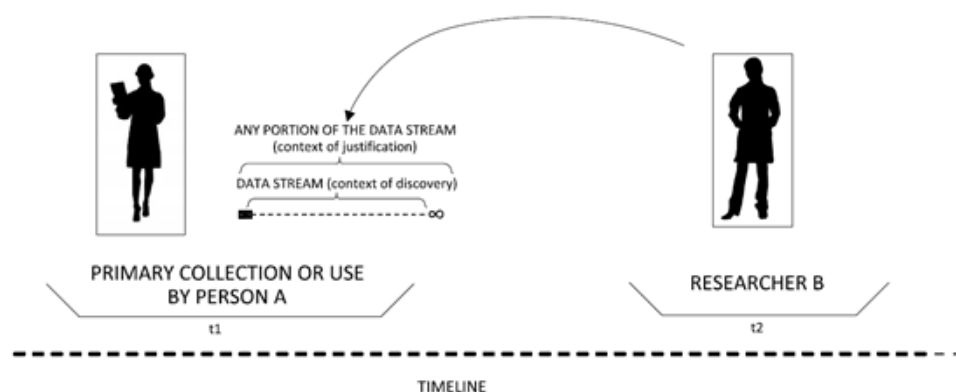 ANY PORTION OF THE DATA STREAM
(context of justification)
DATA STREAM (context of discovery)
∞
PRIMARY COLLECTION OR USE
BY PERSON A
t1
RESEARCHER B
t2
TIMELINE